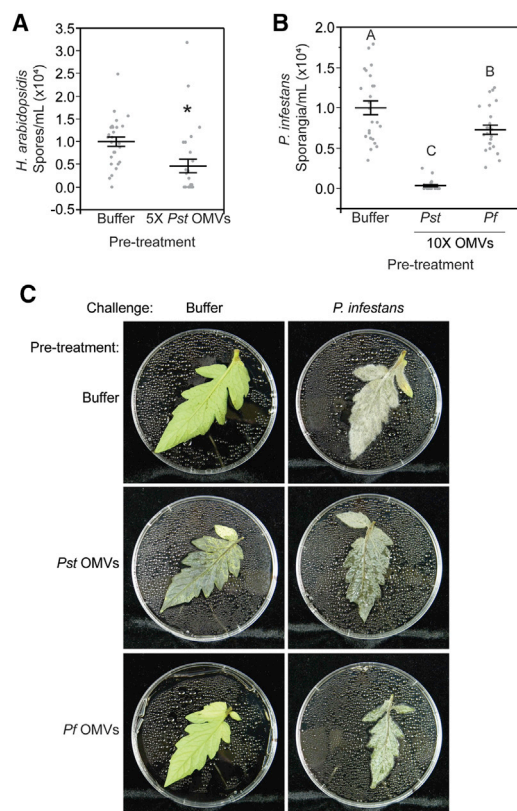 A
H. arabidopsidis
Spores/mL (x10⁴)
3.5
3.0
2.5
2.0
1.5
1.0
0.5
0.0
-0.5
*
Buffer 5X Pst OMVs
Pre-treatment
B
P. infestans
Sporangia/mL (x10⁴)
2.0
1.5
1.0
0.5
0.0
A
B
C
Buffer Pst Pf
10X OMVs
Pre-treatment
C
Challenge: Buffer P. infestans
Pre-treatment:
Buffer
Pst OMVs
Pf OMVs